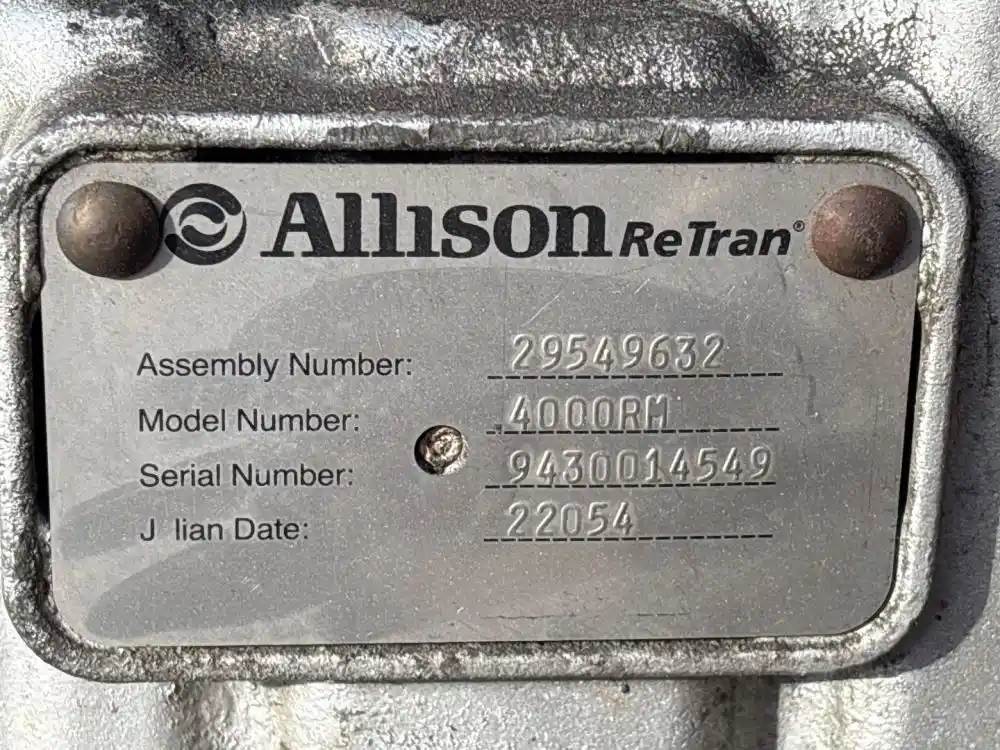 Allison ReTran®
Assembly Number: 29549632
Model Number: 4000RM
Serial Number: 9430014549
J lian Date: 22054